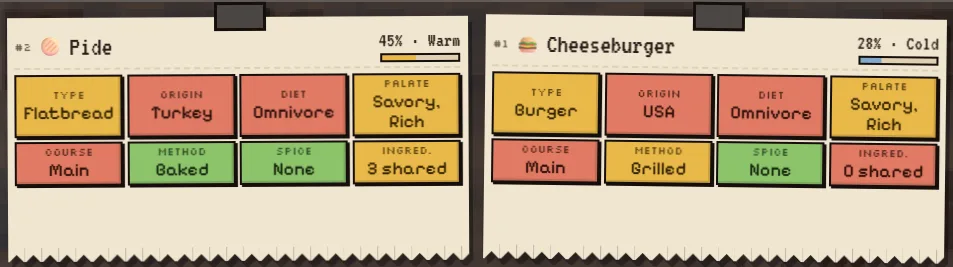 #2 Pide 45% · Warm
TYPE ORIGIN DIET PALATE
Flatbread Turkey Omnivore Savory, Rich
COURSE METHOD SPICE INGRED.
Main Baked None 3 shared
#1 Cheeseburger 28% · Cold
TYPE ORIGIN DIET PALATE
Burger USA Omnivore Savory, Rich
COURSE METHOD SPICE INGRED.
Main Grilled None 0 shared